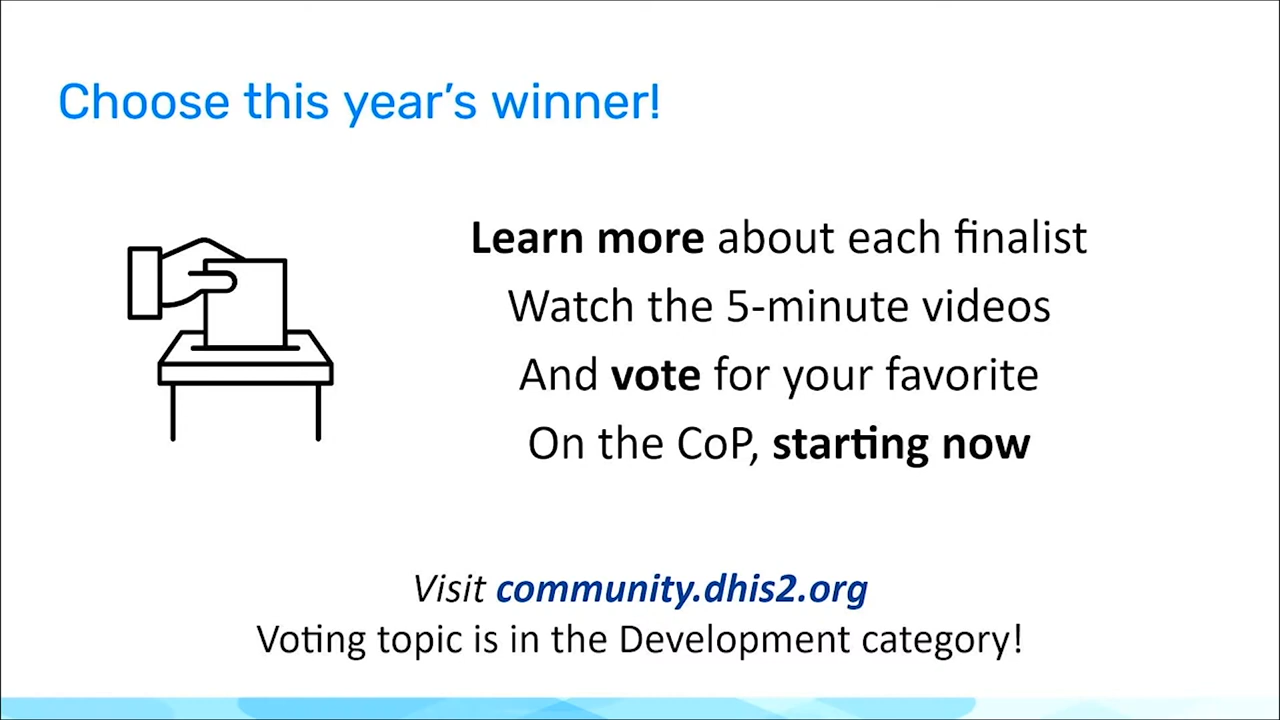 Choose this year’s winner!
Learn more about each finalist
Watch the 5-minute videos
And vote for your favorite
On the CoP, starting now
Visit community.dhis2.org
Voting topic is in the Development category!